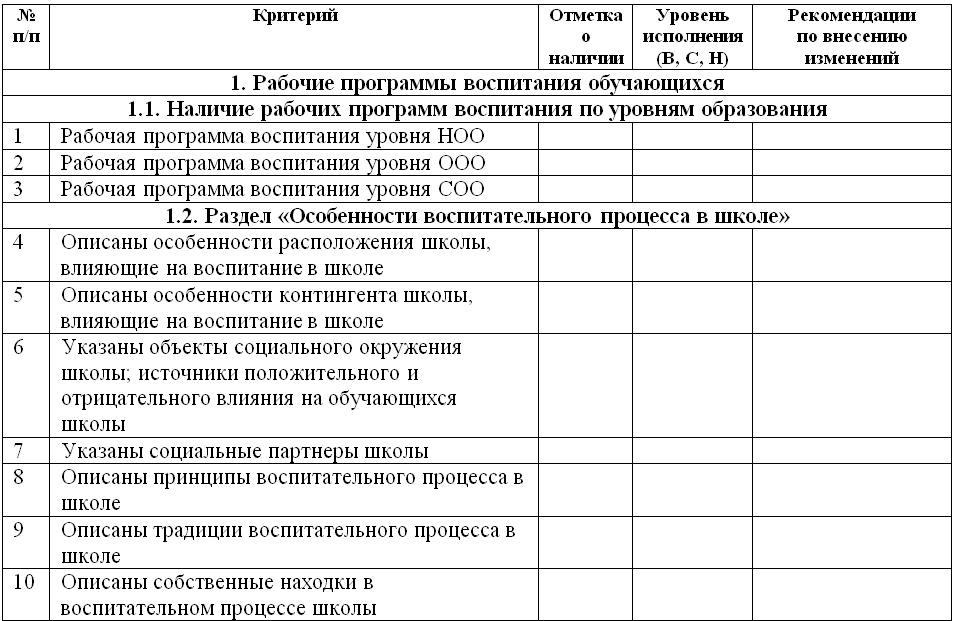 № Критерий Отметка Уровень Рекомендации
п/п о исполнения по внесению
наличии (В, С, Н) изменений
1. Рабочие программы воспитания обучающихся
1.1. Наличие рабочих программ воспитания по уровням образования
1 Рабочая программа воспитания уровня НОО
2 Рабочая программа воспитания уровня ООО
3 Рабочая программа воспитания уровня СОО
1.2. Раздел «Особенности воспитательного процесса в школе»
4 Описаны особенности расположения школы,
влияющие на воспитание в школе
5 Описаны особенности контингента школы,
влияющие на воспитание в школе
6 Указаны объекты социального окружения
школы; источники положительного и
отрицательного влияния на обучающихся
школы
7 Указаны социальные партнеры школы
8 Описаны принципы воспитательного процесса в
школе
9 Описаны традиции воспитательного процесса в
школе
10 Описаны собственные находки в
воспитательном процессе школы